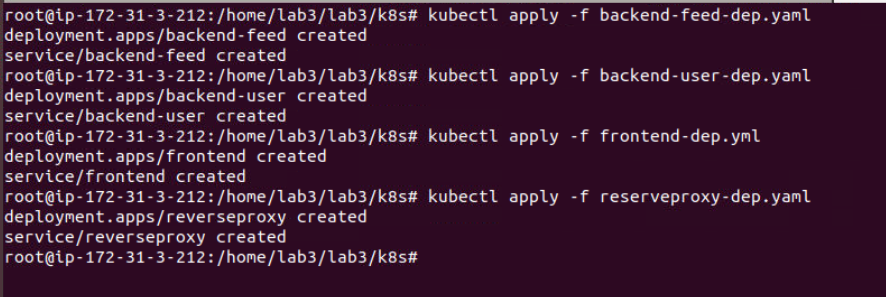 root@ip-172-31-3-212:/home/lab3/lab3/k8s# kubectl apply -f backend-feed-dep.yaml
deployment.apps/backend-feed created
service/backend-feed created
root@ip-172-31-3-212:/home/lab3/lab3/k8s# kubectl apply -f backend-user-dep.yaml
deployment.apps/backend-user created
service/backend-user created
root@ip-172-31-3-212:/home/lab3/lab3/k8s# kubectl apply -f frontend-dep.yml
deployment.apps/frontend created
service/frontend created
root@ip-172-31-3-212:/home/lab3/lab3/k8s# kubectl apply -f reserveproxy-dep.yaml
deployment.apps/reverseproxy created
service/reverseproxy created
root@ip-172-31-3-212:/home/lab3/lab3/k8s#